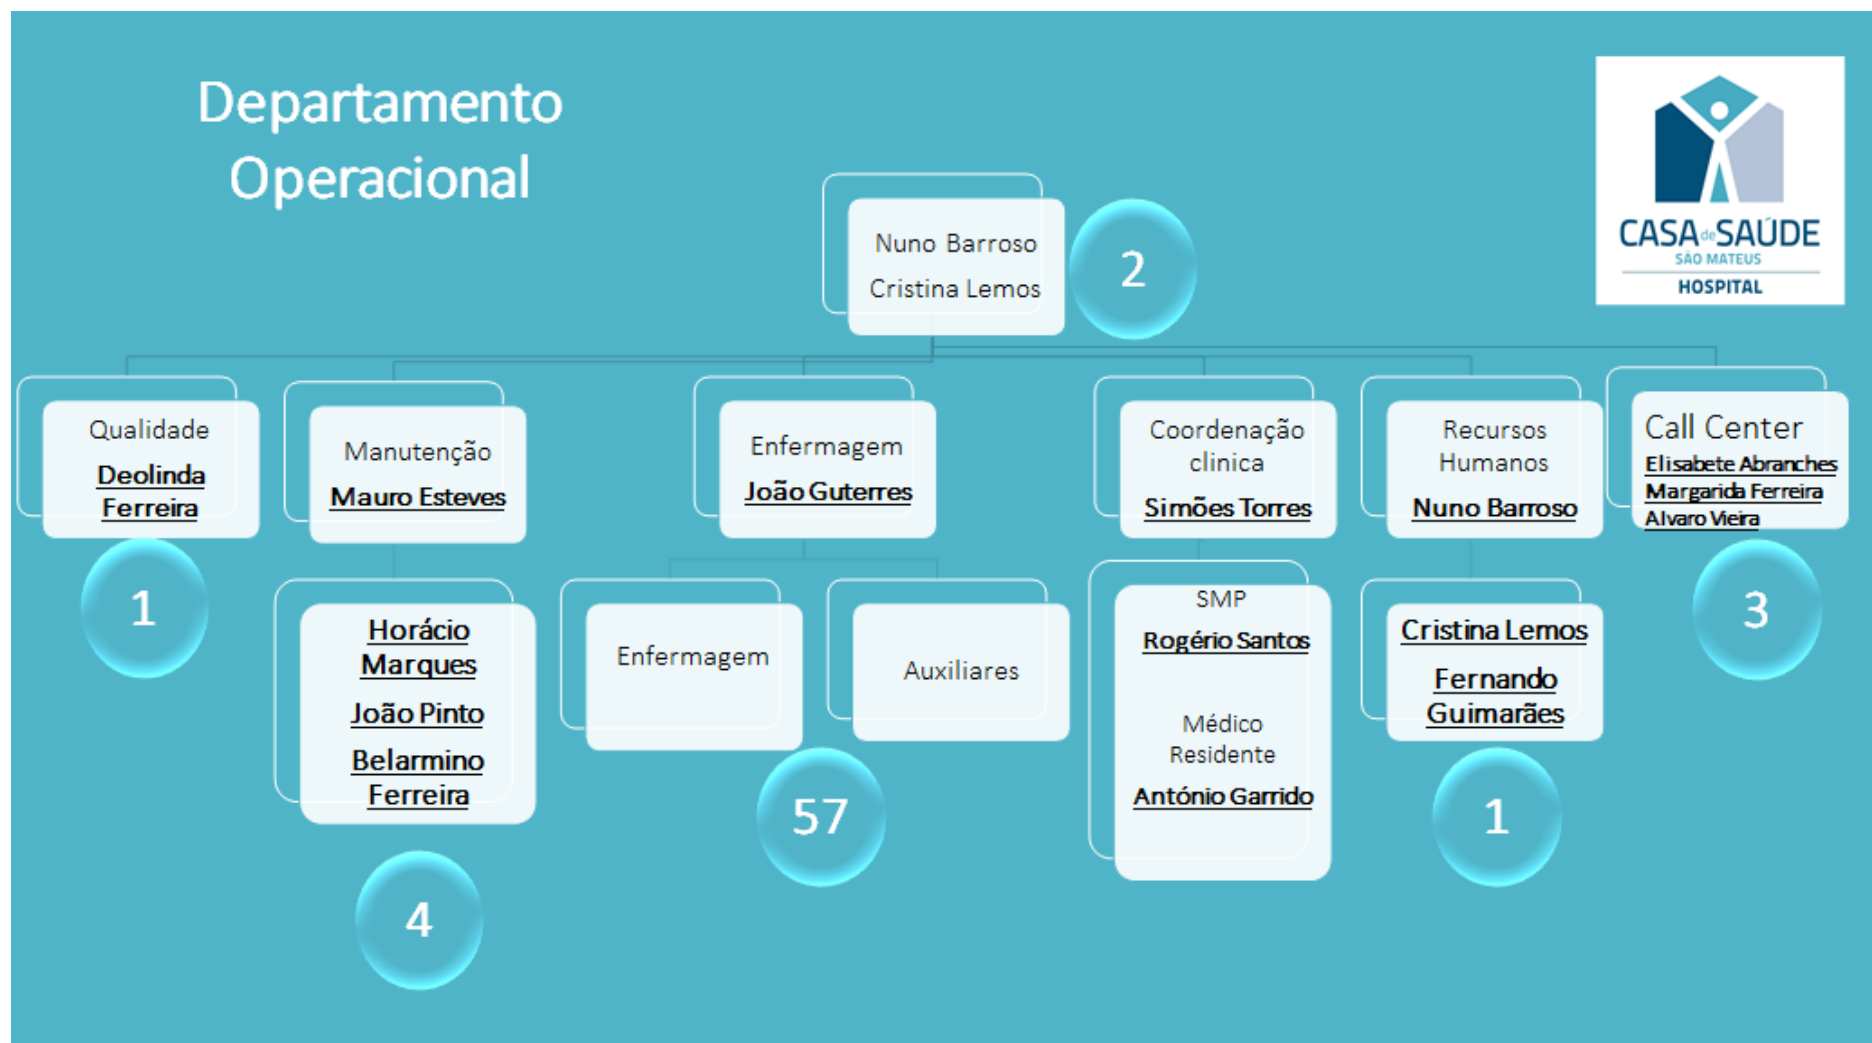 Departamento
Operacional
CASA de SAÚDE
SÃO MATEUS
HOSPITAL
Nuno Barroso
Cristina Lemos
2
Qualidade
Deolinda
Ferreira
1
Manutenção
Mauro Esteves
Horácio
Marques
João Pinto
Belarmino
Ferreira
4
Enfermagem
João Guterres
Enfermagem
Auxiliares
57
Coordenação
clinica
Simões Torres
SMP
Rogério Santos
Médico
Residente
António Garrido
Recursos
Humanos
Nuno Barroso
Cristina Lemos
Fernando
Guimarães
1
Call Center
Elisabete Abranches
Margarida Ferreira
Alvaro Vieira
3